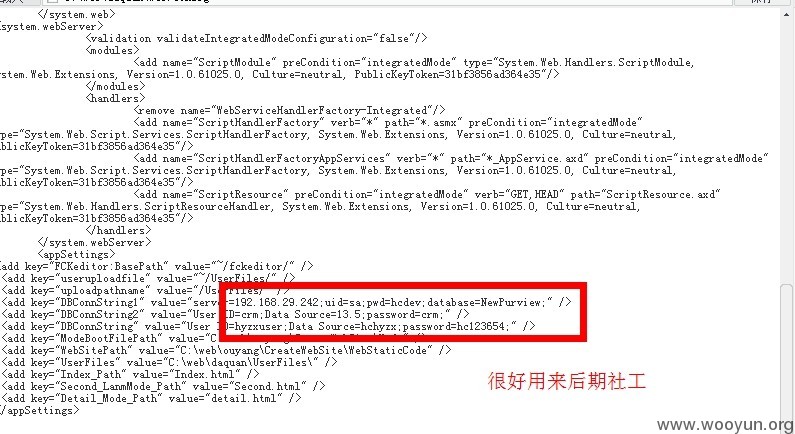 </system.web>
<system.webServer>
<validation validateIntegratedModeConfiguration="false"/>
<modules>
<add name="ScriptModule" preCondition="integratedMode" type="System.Web.Handlers.ScriptModule,
ystem.Web.Extensions, Version=1.0.61025.0, Culture=neutral, PublicKeyToken=31bf3856ad364e35"/>
</modules>
<handlers>
<remove name="WebServiceHandlerFactory-Integrated"/>
<add name="ScriptHandlerFactory" verb="*" path="*.asmx" preCondition="integratedMode"
ype="System.Web.Script.Services.ScriptHandlerFactory, System.Web.Extensions, Version=1.0.61025.0, Culture=neutral,
ublicKeyToken=31bf3856ad364e35"/>
<add name="ScriptHandlerFactoryAppServices" verb="*" path="*_AppService.axd" preCondition="integratedMode"
ype="System.Web.Script.Services.ScriptHandlerFactory, System.Web.Extensions, Version=1.0.61025.0, Culture=neutral,
ublicKeyToken=31bf3856ad364e35"/>
<add name="ScriptResource" preCondition="integratedMode" verb="GET,HEAD" path="ScriptResource.axd"
ype="System.Web.Handlers.ScriptResourceHandler, System.Web.Extensions, Version=1.0.61025.0, Culture=neutral,
ublicKeyToken=31bf3856ad364e35"/>
</handlers>
</system.webServer>
<appSettings>
<add key="FCKeditor:BasePath" value="~/fckeditor/" />
<add key="useruploadfile" value="~/UserFiles/" />
<add key="uploadpathname" value="/UserFiles/" />
<add key="DBConnString1" value="server=192.168.29.242;uid=sa;pwd=hcdev;database=NewPurview;" />
<add key="DBConnString2" value="User ID=crm;Data Source=13.5;password=crm;" />
<add key="DBConnString" value="User ID=hyzxuser;Data Source=hchyzx;password=hc123654;" />
<add key="ModeBootFilePath" value="C:
<add key="WebSitePath" value="C:\web\ouyang\CreateWebSite\WebStaticCode" />
<add key="UserFiles" value="C:\web\daquan\UserFiles\" />
<add key="Index_Path" value="Index.html" />
<add key="Second_LanmMode_Path" value="Second.html" />
<add key="Detail_Mode_Path" value="detail.html" />
</appSettings>
很好用来后期社工
www.wooyun.org